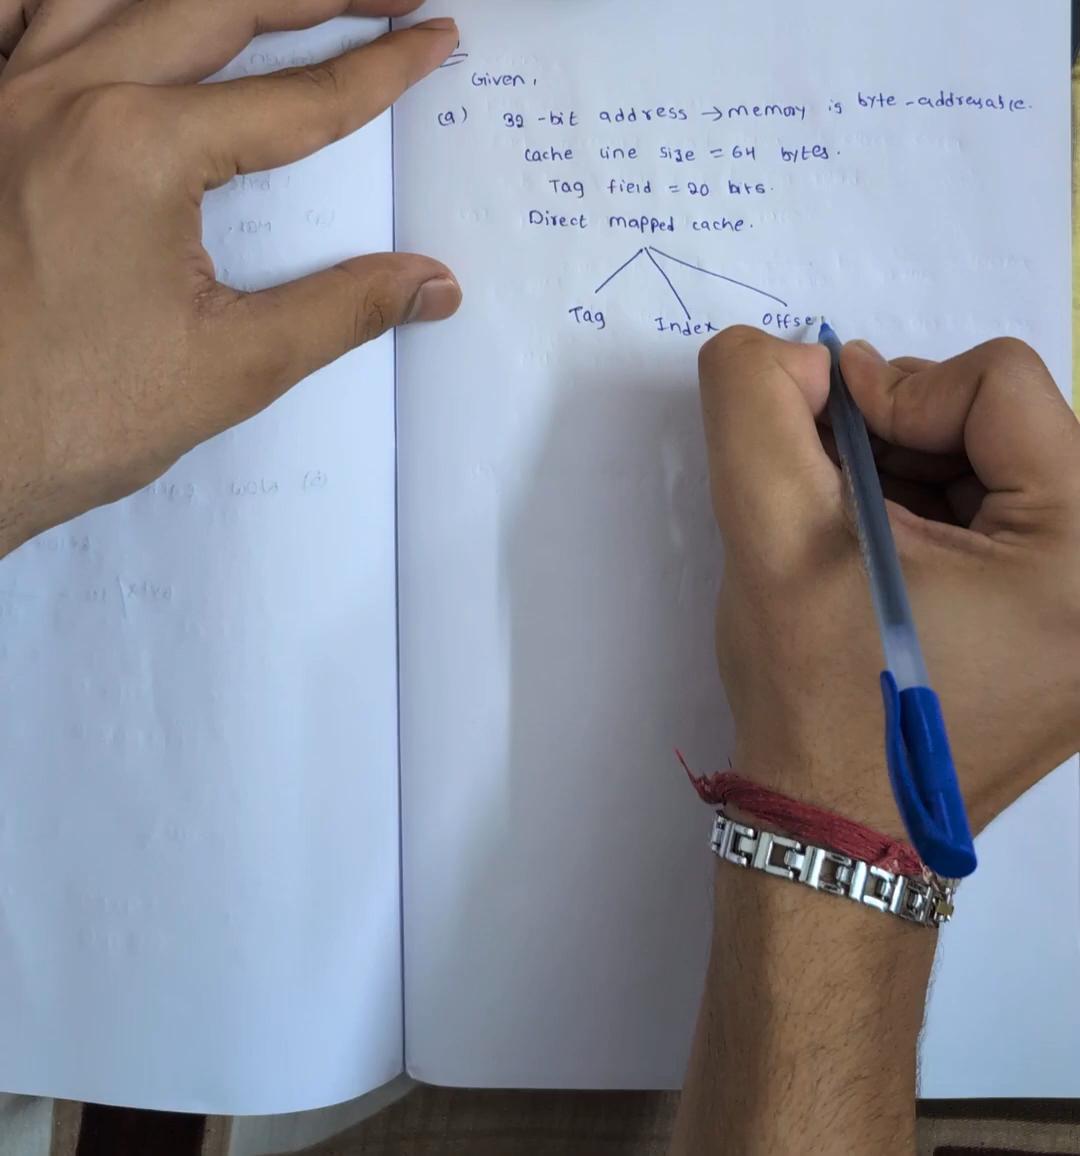 Given,
(a) 32-bit address → memory is byte-addressable.
Cache line size = 64 bytes.
Tag field = 20 bits.
Direct mapped cache.
Tag Index Offse